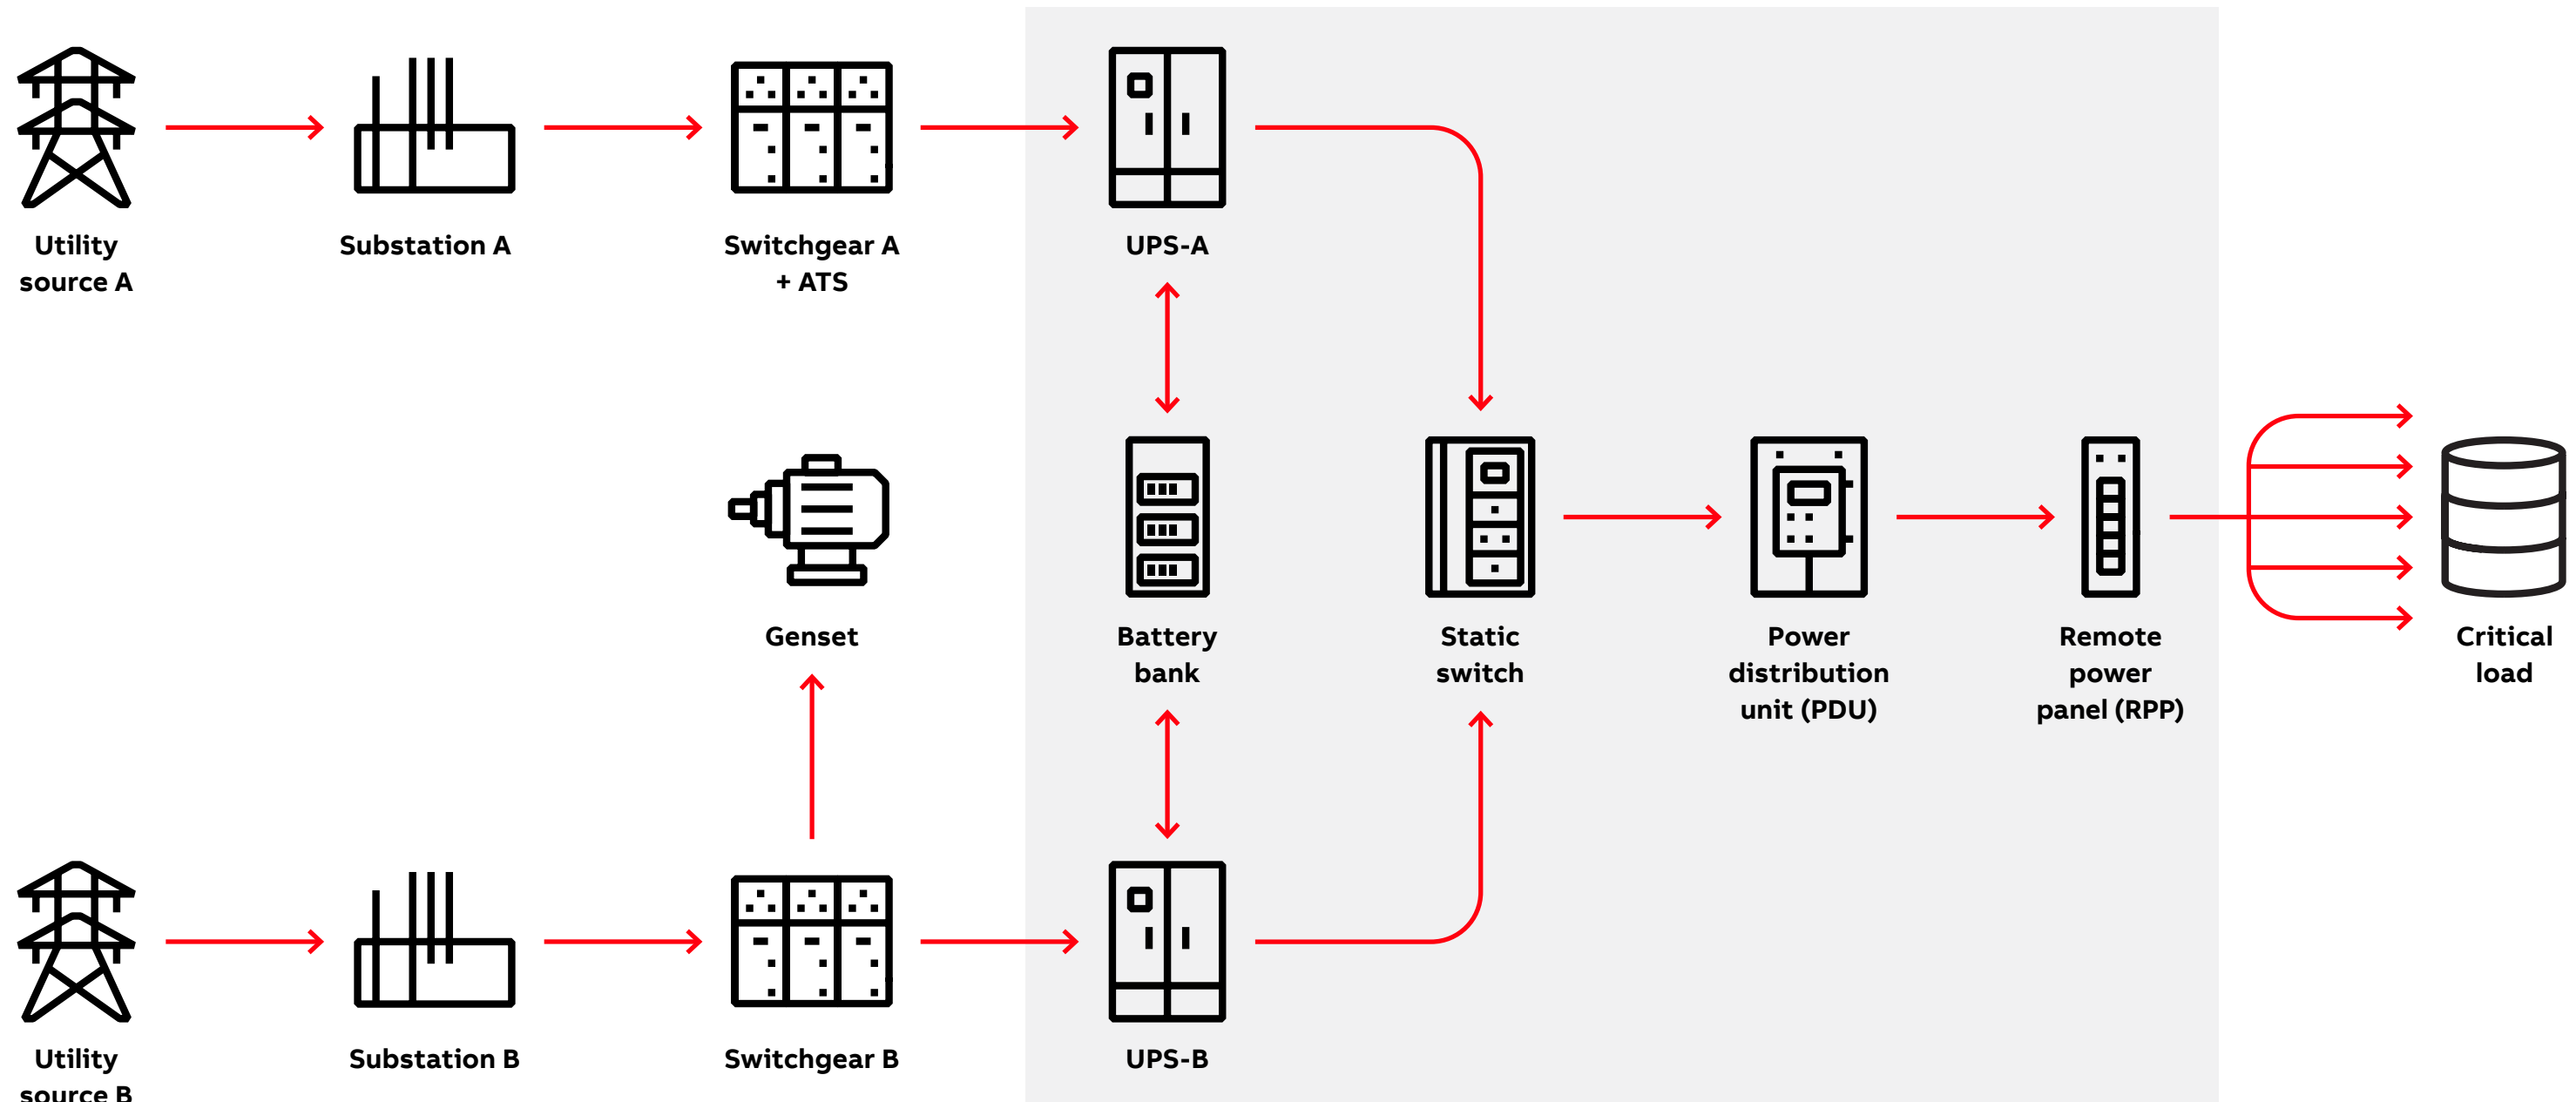 Utility
source A
Substation A
Switchgear A
+ ATS
UPS-A
Genset
Battery
bank
Static
switch
Power
distribution
unit (PDU)
Remote
power
panel (RPP)
Critical
load
Utility
source B
Substation B
Switchgear B
UPS-B